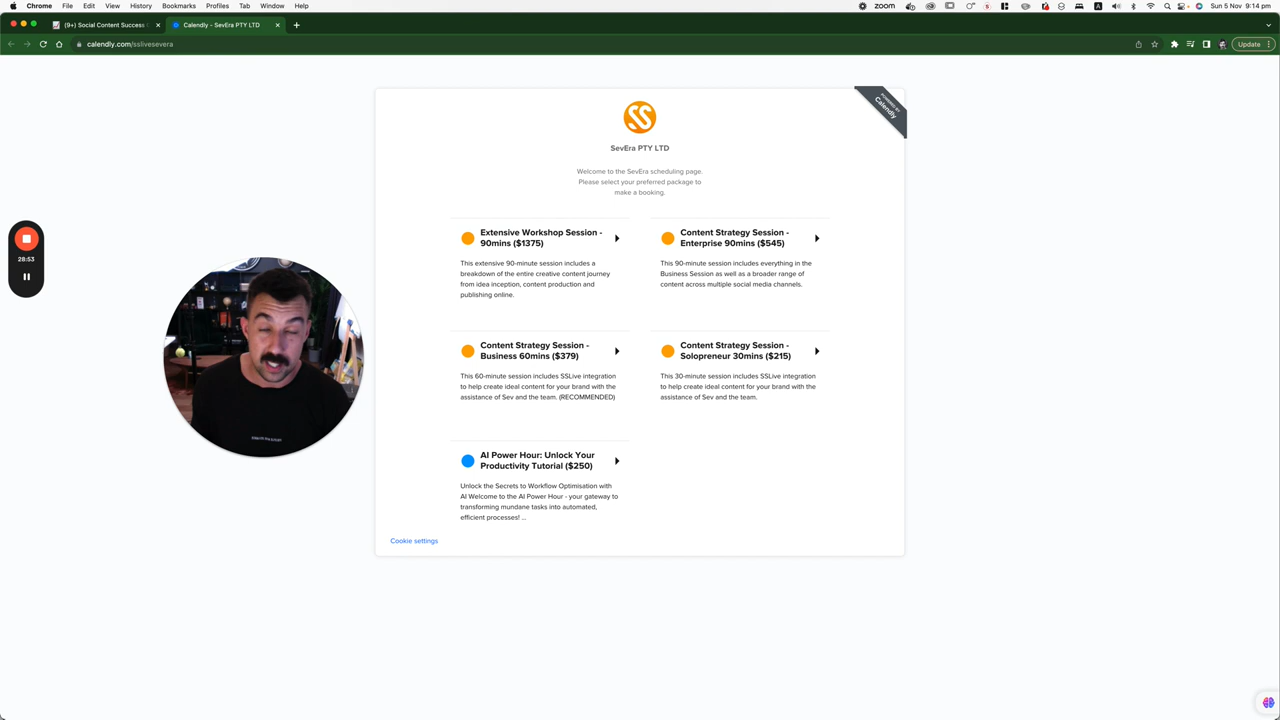 Chrome File Edit View History Bookmarks Profiles Tab Window Help
zoom
A
Sun 5 Nov 9:14 pm
(9+) Social Content Success
Calendly - SevEra PTY LTD
calendly.com/sslivesevera
Update
POWERED BY
Calendly
SS
SevEra PTY LTD
Welcome to the SevEra scheduling page.
Please select your preferred package to
make a booking.
Extensive Workshop Session -
90mins ($1375)
This extensive 90-minute session includes a
breakdown of the entire creative content journey
from idea inception, content production and
publishing online.
Content Strategy Session -
Enterprise 90mins ($545)
This 90-minute session includes everything in the
Business Session as well as a broader range of
content across multiple social media channels.
28:53
Content Strategy Session -
Business 60mins ($379)
This 60-minute session includes SSLive integration
to help create ideal content for your brand with the
assistance of Sev and the team. (RECOMMENDED)
Content Strategy Session -
Solopreneur 30mins ($215)
This 30-minute session includes SSLive integration
to help create ideal content for your brand with the
assistance of Sev and the team.
AI Power Hour: Unlock Your
Productivity Tutorial ($250)
Unlock the Secrets to Workflow Optimisation with
AI Welcome to the AI Power Hour - your gateway to
transforming mundane tasks into automated,
efficient processes! ...
Cookie settings